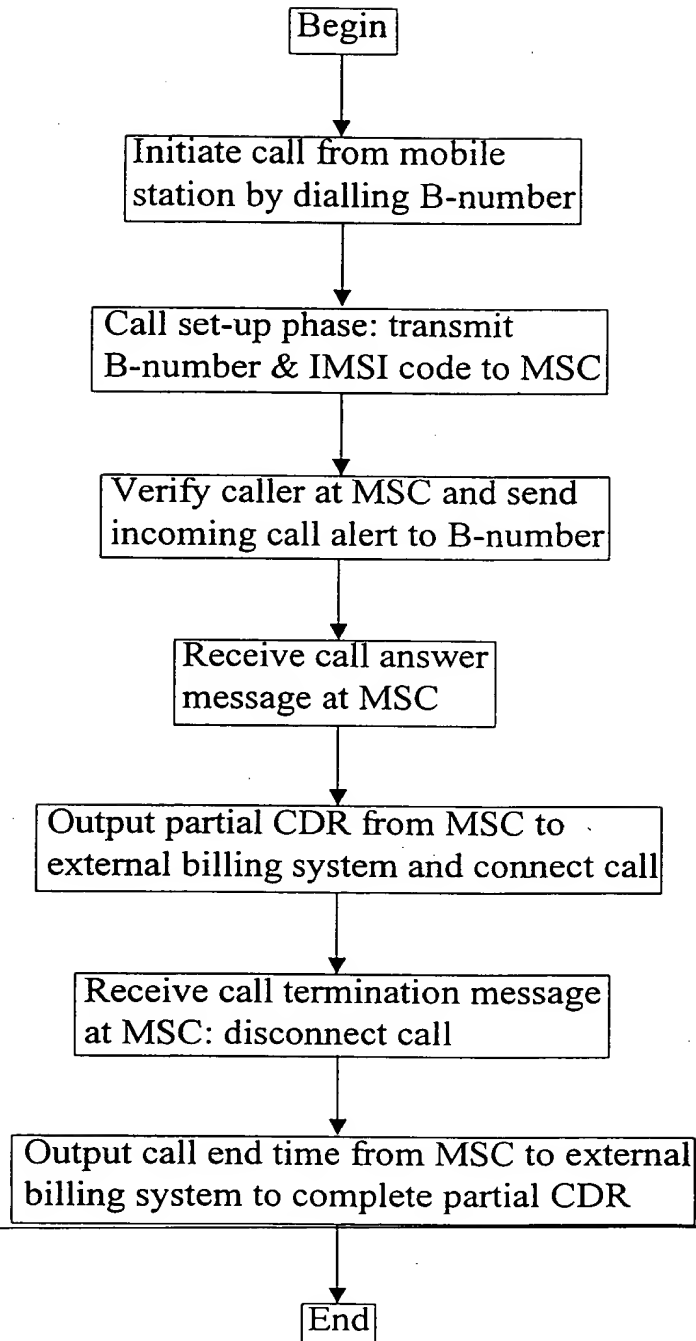 Begin
Initiate call from mobile
station by dialling B-number
Call set-up phase: transmit
B-number & IMSI code to MSC
Verify caller at MSC and send
incoming call alert to B-number
Receive call answer
message at MSC
Output partial CDR from MSC to
external billing system and connect call
Receive call termination message
at MSC: disconnect call
Output call end time from MSC to external
billing system to complete partial CDR
End